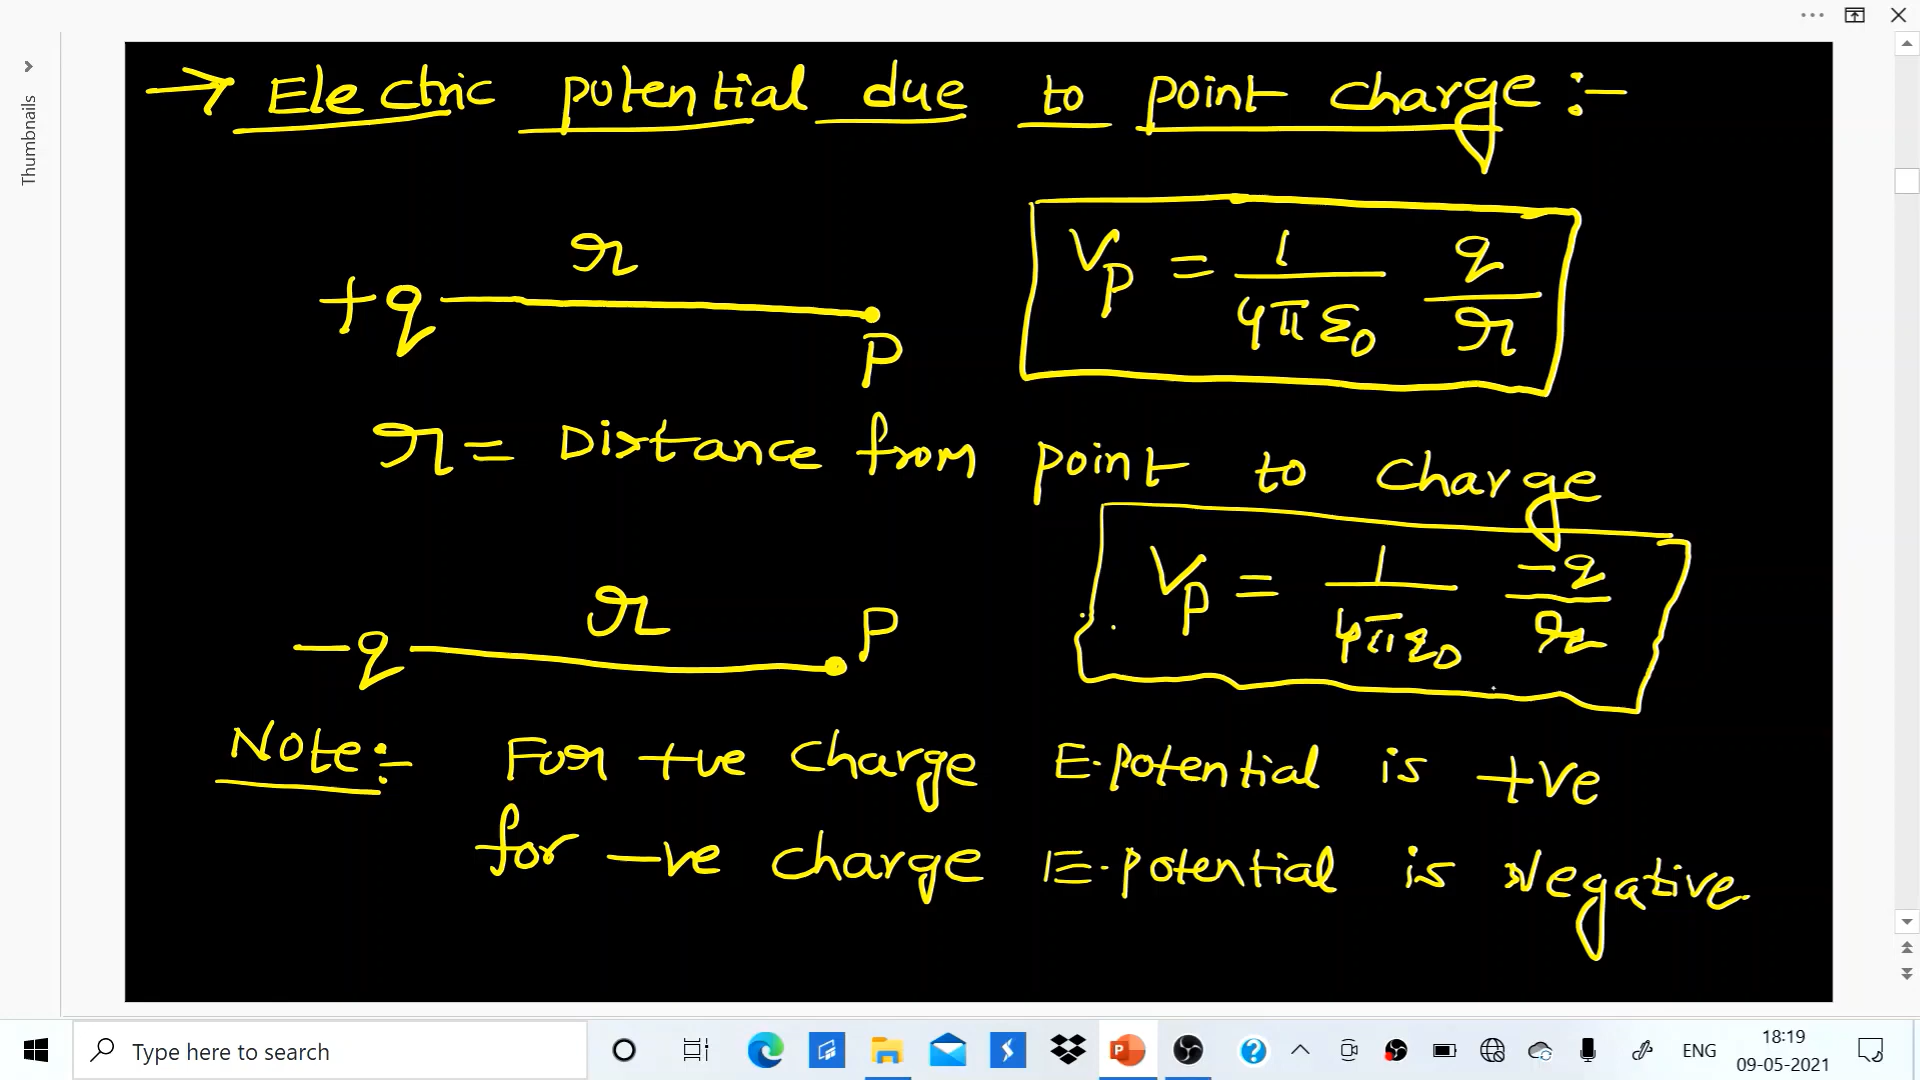 → Electric potential due to point charge :-
r
+q
P
Vp = 1/4πε0 q/r
r = Distance from point to charge
r
-q
P
Vp = 1/4πε0 -q/r
Note:- For +ve charge E.potential is +ve
for -ve charge E.potential is Negative.
Thumbnails
Type here to search
ENG
18:19
09-05-2021